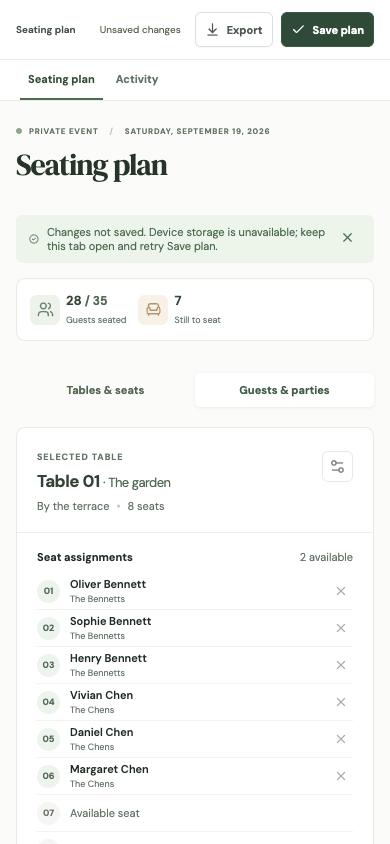 Seating plan
Unsaved changes
Export
Save plan
Seating plan
Activity
PRIVATE EVENT / SATURDAY, SEPTEMBER 19, 2026
Seating plan
Changes not saved. Device storage is unavailable; keep
this tab open and retry Save plan.
28 / 35
Guests seated
7
Still to seat
Tables & seats
Guests & parties
SELECTED TABLE
Table 01 · The garden
By the terrace • 8 seats
Seat assignments
2 available
01
Oliver Bennett
The Bennetts
02
Sophie Bennett
The Bennetts
03
Henry Bennett
The Bennetts
04
Vivian Chen
The Chens
05
Daniel Chen
The Chens
06
Margaret Chen
The Chens
07
Available seat